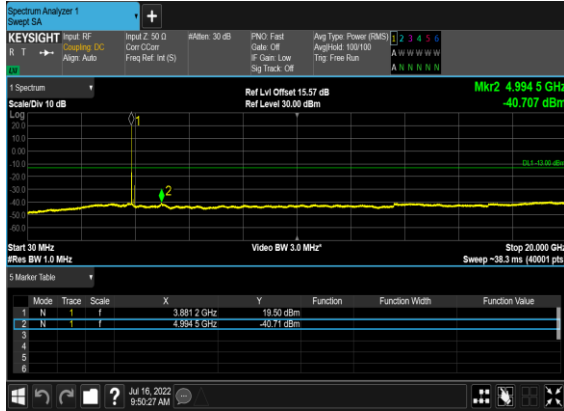 Spectrum Analyzer 1
Swept SA
+
KEYSIGHT Input: RF Input Z: 50 Ω #Atten: 30 dB PNO: Fast Avg Type: Power (RMS) 1 2 3 4 5 6
R T Coupling: DC Corr CCorr Gate: Off Avg|Hold: 100/100 A W W W W W
Align: Auto Freq Ref: Int (S) IF Gain: Low Trig: Free Run
Sig Track: Off A N N N N N
1 Spectrum Ref Lvl Offset 15.57 dB Mkr2 4.994 5 GHz
Scale/Div 10 dB Ref Level 30.00 dBm -40.707 dBm
Log
20.0 1
10.0
0.00
-10.0 DL1 -13.00 dBm
-20.0
-30.0 2
-40.0
-50.0
-60.0
Start 30 MHz Video BW 3.0 MHz* Stop 20.000 GHz
#Res BW 1.0 MHz Sweep ~38.3 ms (40001 pts
5 Marker Table
Mode Trace Scale X Y Function Function Width Function Value
1 N 1 f 3.881 2 GHz 19.50 dBm
2 N 1 f 4.994 5 GHz -40.71 dBm
3
4
5
6
? Jul 16, 2022
9:50:27 AM